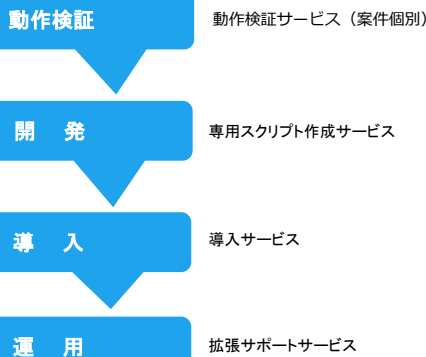 動作検証 動作検証サービス（案件個別）
開　発 専用スクリプト作成サービス
導　入 導入サービス
運　用 拡張サポートサービス